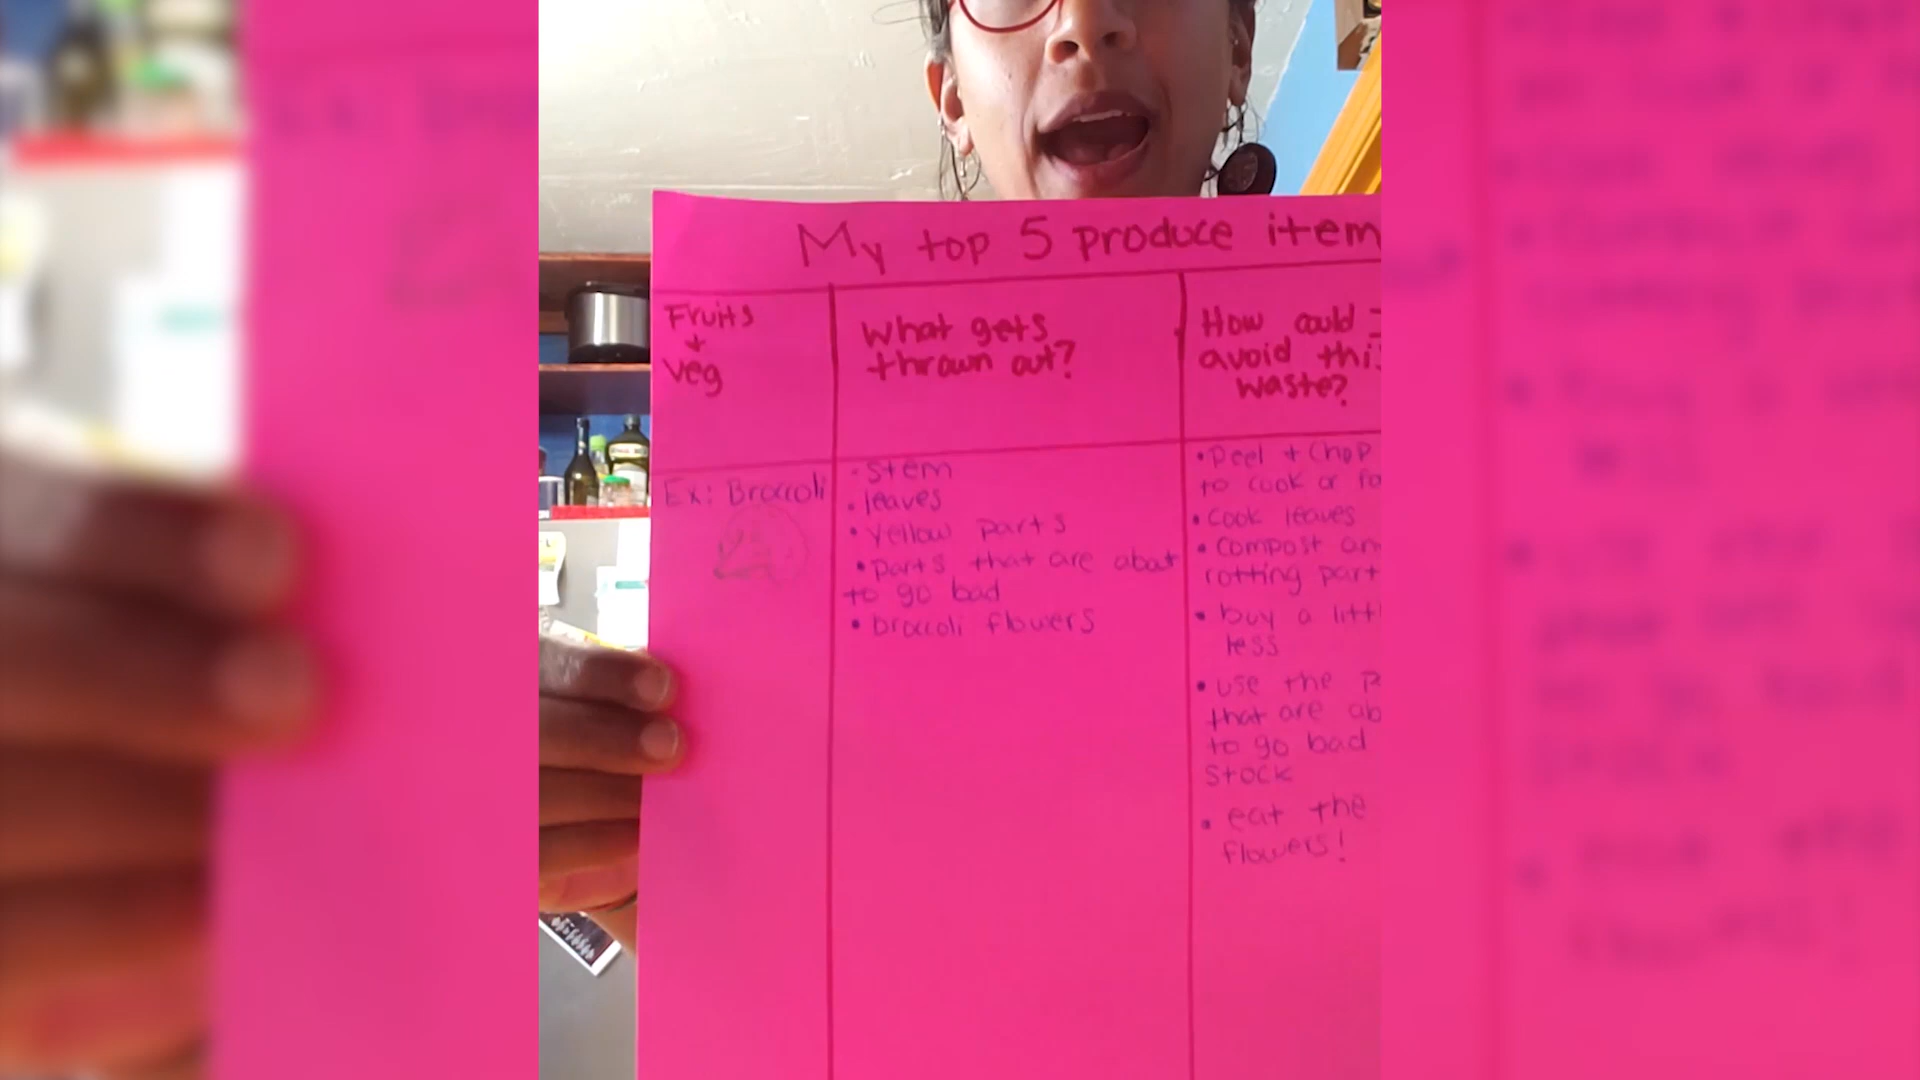 My top 5 produce item
Fruits
+
veg
What gets
thrown out?
How could I
avoid this
waste?
Ex: Broccoli
• stem
• leaves
• yellow parts
• parts that are about
to go bad
• broccoli flowers
• peel + chop
to cook or
• cook leaves
• compost
rotting part
• buy a
less
• use the
that are
to go bad
stock
• eat the
flowers!